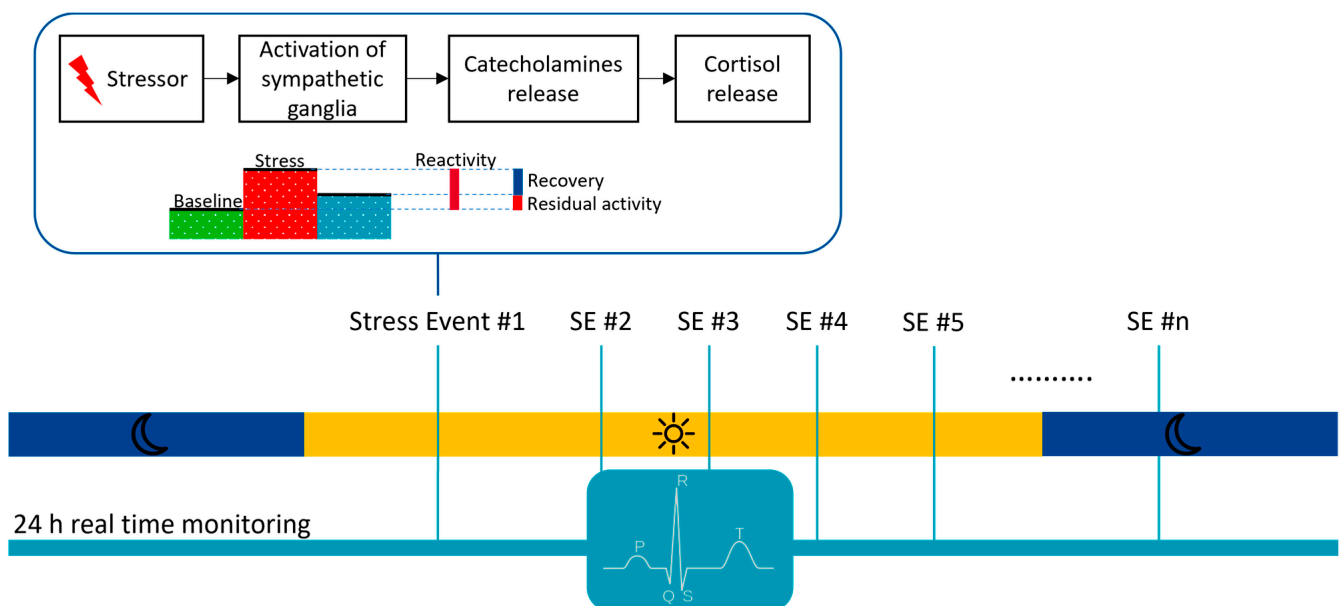 Stressor
Activation of
sympathetic
ganglia
Catecholamines
release
Cortisol
release
Stress
Reactivity
Recovery
Baseline
Residual activity
Stress Event #1
SE #2
SE #3
SE #4
SE #5
..........
SE #n
24 h real time monitoring
R
P
T
Q
S